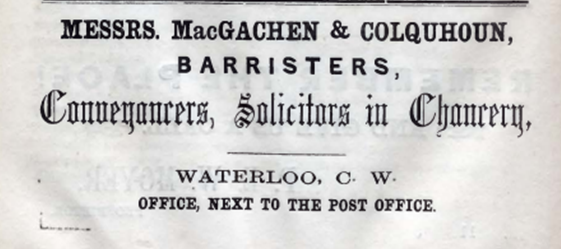 MESSRS. MacGACHEN & COLQUHOUN,
BARRISTERS,
Conveyancers, Solicitors in Chancery,
WATERLOO, C. W.
OFFICE, NEXT TO THE POST OFFICE.